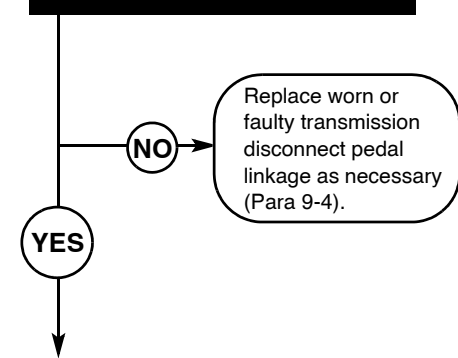 Replace worn or
faulty transmission
disconnect pedal
linkage as necessary
(Para 9-4).
NO
YES